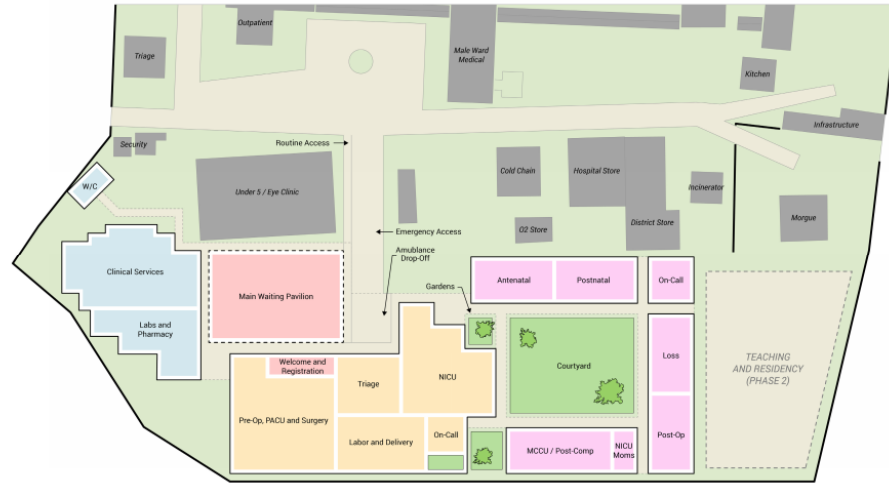 Outpatient
Triage
Male Ward
Medical
Kitchen
Infrastructure
Security
Routine Access
W/C
Under 5 / Eye Clinic
Cold Chain
Hospital Store
Incinerator
O2 Store
District Store
Morgue
Emergency Access
Amublance
Drop-Off
Clinical Services
Main Waiting Pavilion
Gardens
Antenatal
Postnatal
On-Call
Labs and
Pharmacy
Welcome and
Registration
Triage
NICU
Courtyard
Loss
TEACHING
AND RESIDENCY
(PHASE 2)
Pre-Op, PACU and Surgery
Labor and Delivery
On-Call
MCCU / Post-Comp
NICU
Moms
Post-Op